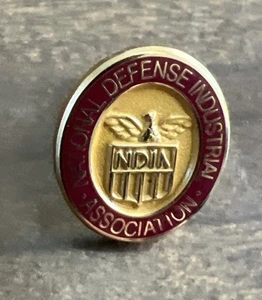 NATIONAL DEFENSE INDUSTRIAL
ASSOCIATION
NDIA